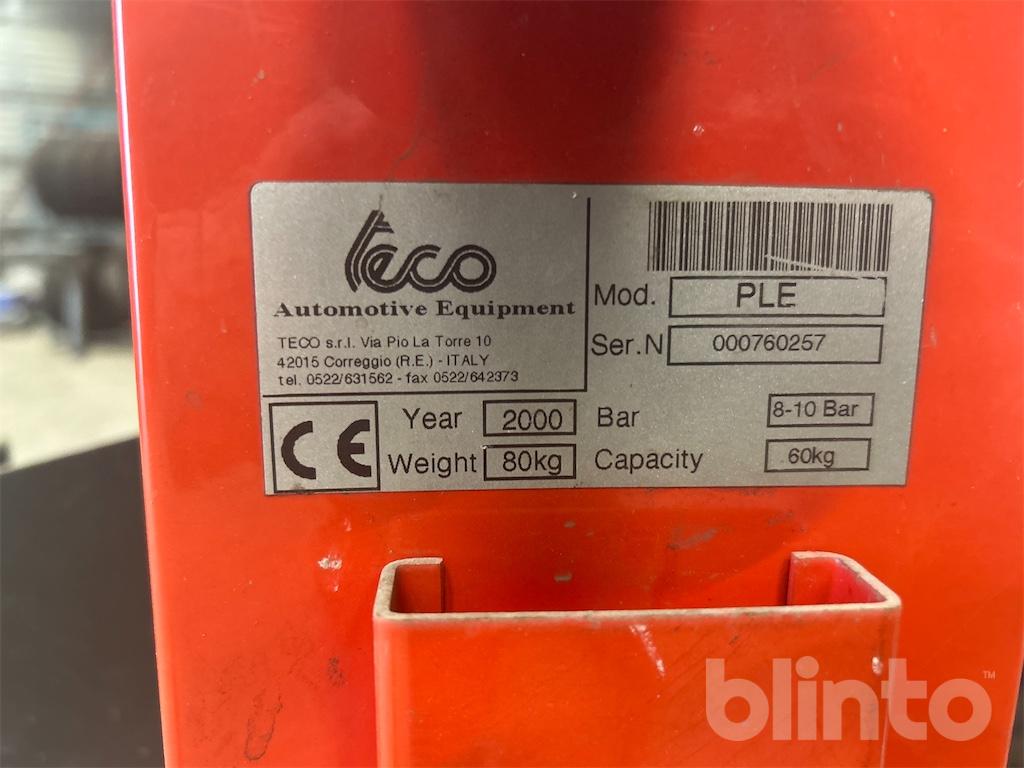 teco
Automotive Equipment
TECO s.r.l. Via Pio La Torre 10
42015 Correggio (R.E.) - ITALY
tel. 0522/631562 - fax 0522/642373
Mod. PLE
Ser.N 000760257
CE Year 2000 Bar 8-10 Bar
Weight 80kg Capacity 60kg
blinto™